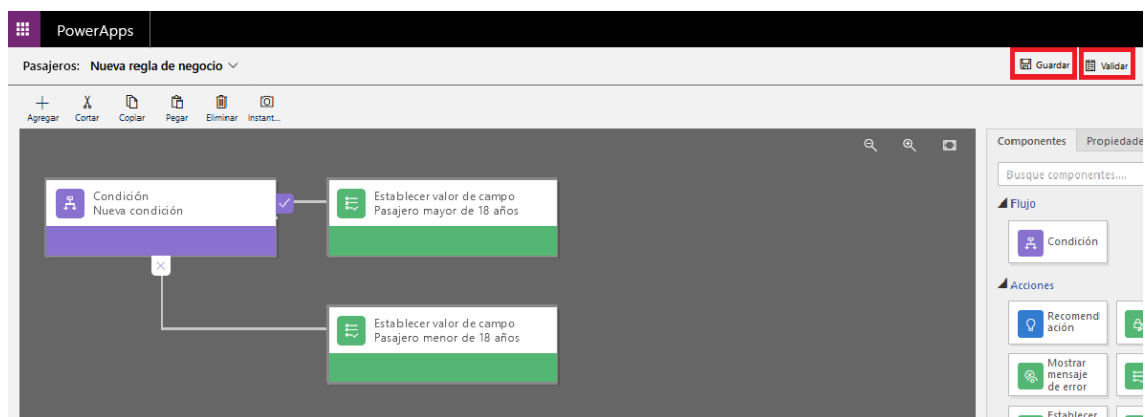 PowerApps
Pasajeros: Nueva regla de negocio
Guardar
Validar
Agregar
Cortar
Copiar
Pegar
Eliminar
Instant...
Componentes
Propiedade
Busque componentes....
Condición
Nueva condición
Establecer valor de campo
Pasajero mayor de 18 años
Flujo
Condición
Acciones
Establecer valor de campo
Pasajero menor de 18 años
Recomend
ación
Mostrar
mensaje
de error
Establecer